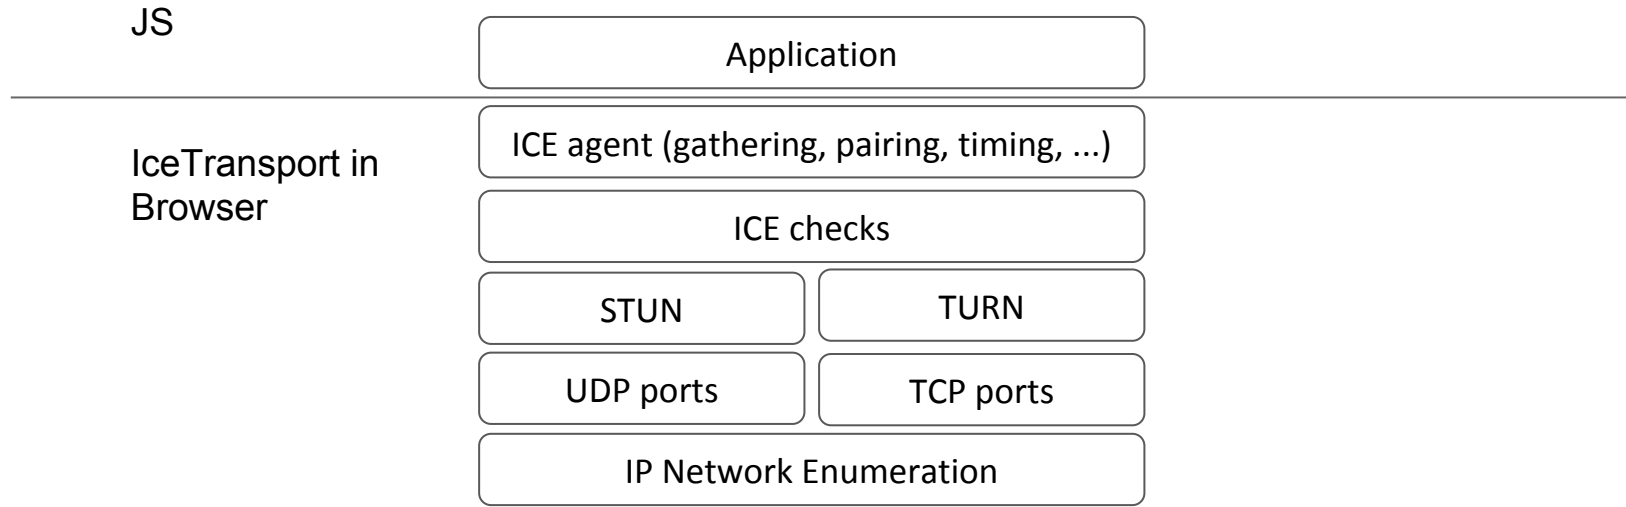 JS
Application
ICE agent (gathering, pairing, timing, ...)
IceTransport in
Browser
ICE checks
STUN
TURN
UDP ports
TCP ports
IP Network Enumeration